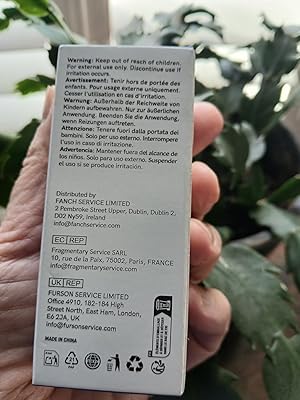 Warning: Keep out of reach of children.
For external use only. Discontinue use if
irritation occurs.
Avertissement: Tenir hors de portée des
enfants. Pour usage externe uniquement.
Cesser l'utilisation en cas d'irritation.
Warnung: Außerhalb der Reichweite von
Kindern aufbewahren. Nur zur äußerlichen
Anwendung. Beenden Sie die Anwendung,
wenn Reizungen auftreten.
Attenzione: Tenere fuori dalla portata dei
bambini. Solo per uso esterno. Interrompere
l'uso in caso di irritazione.
Advertencia: Mantener fuera del alcance de
los niños. Solo para uso externo. Suspender
el uso si se produce irritación.
Distributed by
FANCH SERVICE LIMITED
2 Pembroke Street Upper, Dublin, Dublin 2,
D02 Ny59, Ireland
info@fanchservice.com
EC REP
Fragmentary Service SARL
10, rue de la Paix, 75002, Paris, FRANCE
info@fragmentaryservice.com
UK REP
FURSON SERVICE LIMITED
Office 4910, 182-184 High
Street North, East Ham, London,
E6 2JA, UK
info@fursonservice.com
MADE IN CHINA